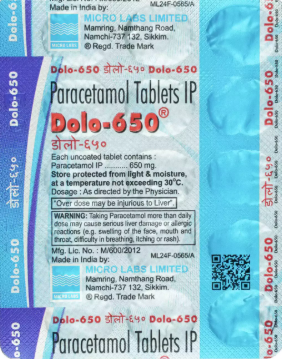 Mfg. Lic. No.: M/600/2012
Made in India by:
ML24F-0565/A
MICRO LABS LIMITED
Mamring, Namthang Road,
Namchi-737 132, Sikkim.
® Regd. Trade Mark
Dolo-650 डोलो-६५० Dolo-650
Paracetamol Tablets IP
Dolo-650®
डोलो-६५०
Each uncoated tablet contains :
Paracetamol IP .......... 650 mg.
Store protected from light & moisture,
at a temperature not exceeding 30°C.
Dosage : As directed by the Physician.
"Over dose may be injurious to Liver".
WARNING: Taking Paracetamol more than daily
dose may cause serious liver damage or allergic
reactions (e.g. swelling of the face, mouth and
throat, difficulty in breathing, itching or rash).
Mfg. Lic. No.: M/600/2012
Made in India by:
ML24F-0565/A
MICRO LABS LIMITED
Mamring, Namthang Road,
Namchi-737 132, Sikkim.
® Regd. Trade Mark
Dolo-650 डोलो-६५० Dolo-650
Paracetamol Tablets IP
Dolo-650
डोलो-६५०
Dolo-650